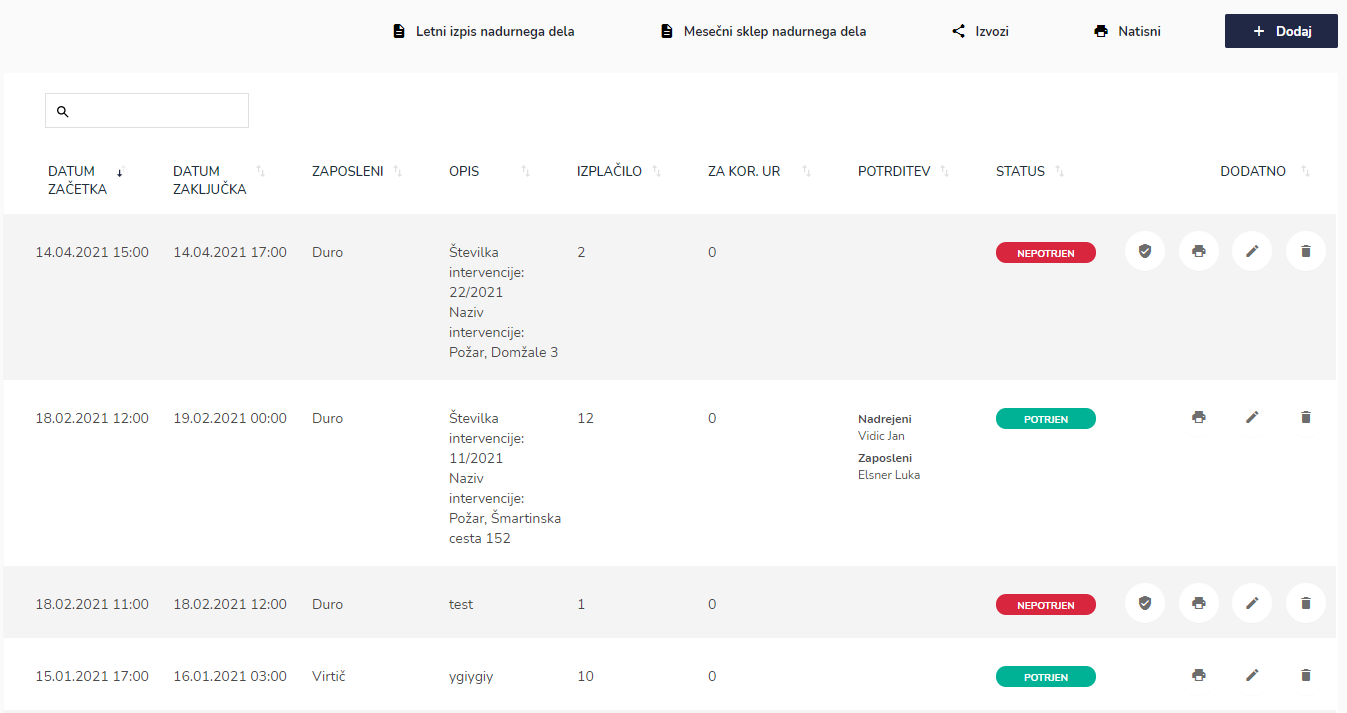 Letni izpis nadurnega dela Mesečni sklep nadurnega dela Izvozi Natisni + Dodaj
DATUM ZAČETKA DATUM ZAKLJUČKA ZAPOSLENI OPIS IZPLAČILO ZA KOR. UR POTRDITEV STATUS DODATNO
14.04.2021 15:00 14.04.2021 17:00 Duro Številka 2 0 NEPOTRJEN
intervencije:
22/2021
Naziv
intervencije:
Požar, Domžale 3
18.02.2021 12:00 19.02.2021 00:00 Duro Številka 12 0 Nadrejeni POTRJEN
intervencije: Vidic Jan
11/2021 Zaposleni
Naziv Elsner Luka
intervencije:
Požar, Šmartinska
cesta 152
18.02.2021 11:00 18.02.2021 12:00 Duro test 1 0 NEPOTRJEN
15.01.2021 17:00 16.01.2021 03:00 Virtič ygiygiy 10 0 POTRJEN